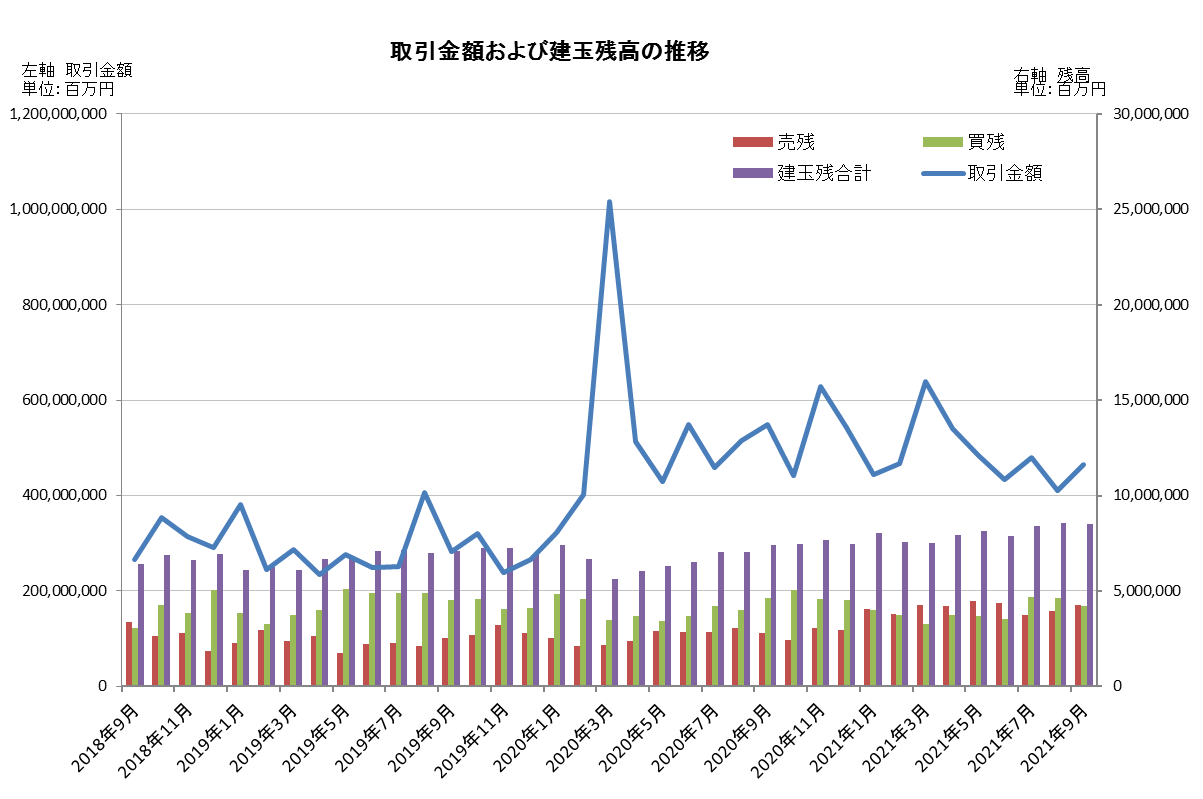 取引金額および建玉残高の推移
左軸 取引金額
単位: 百万円
右軸 残高
単位: 百万円
1,200,000,000
1,000,000,000
800,000,000
600,000,000
400,000,000
200,000,000
0
30,000,000
25,000,000
20,000,000
15,000,000
10,000,000
5,000,000
0
売残 買残
建玉残合計 取引金額
2018年9月
2018年11月
2019年1月
2019年3月
2019年5月
2019年7月
2019年9月
2019年11月
2020年1月
2020年3月
2020年5月
2020年7月
2020年9月
2020年11月
2021年1月
2021年3月
2021年5月
2021年7月
2021年9月